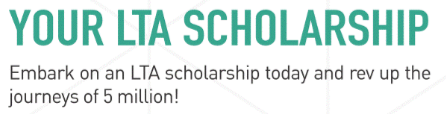 YOUR LTA SCHOLARSHIP
Embark on an LTA scholarship today and rev up the
journeys of 5 million!